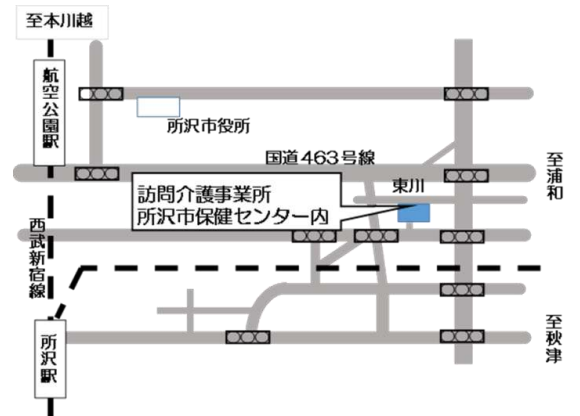 至本川越
航空公園駅
所沢市役所
国道463号線
至浦和
東川
訪問介護事業所
所沢市保健センター内
西武新宿線
所沢駅
至秋津